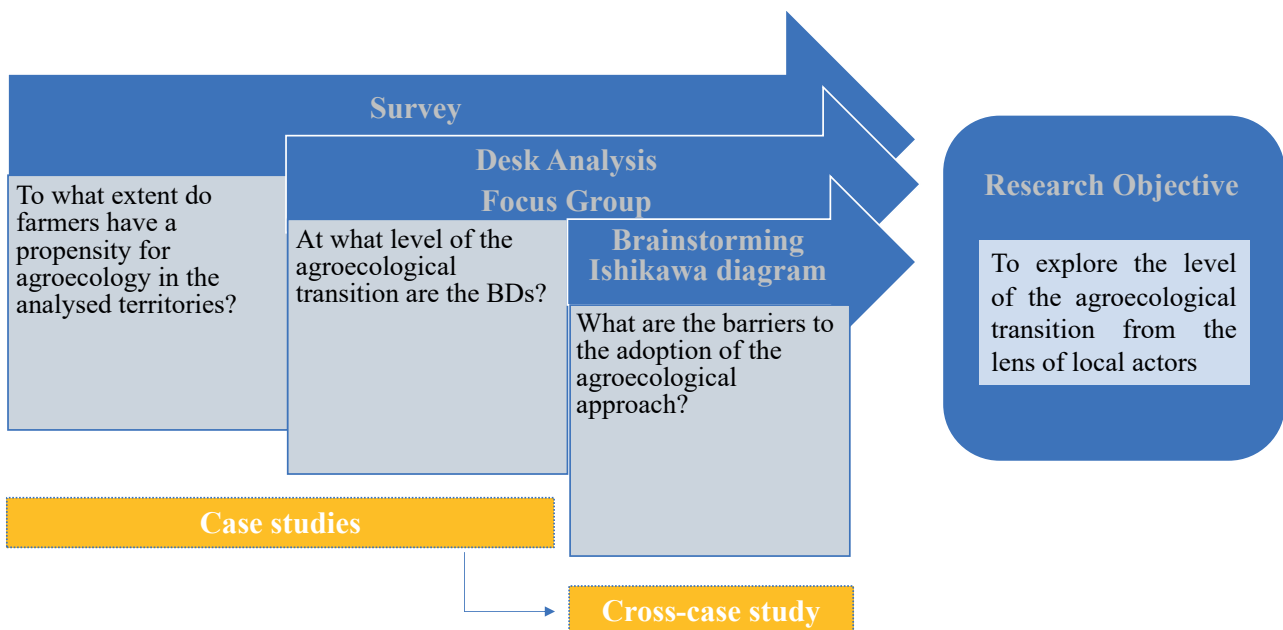 Survey
Desk Analysis
Focus Group
Brainstorming
Ishikawa diagram
To what extent do
farmers have a
propensity for
agroecology in the
analysed territories?
At what level of the
agroecological
transition are the BDs?
What are the barriers to
the adoption of the
agroecological
approach?
Research Objective
To explore the level
of the agroecological
transition from the
lens of local actors
Case studies
Cross-case study